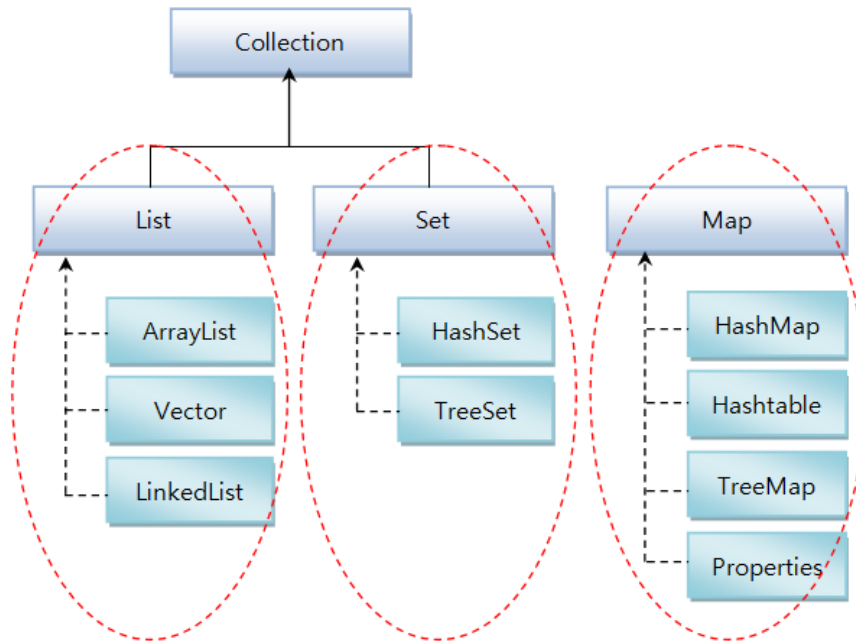 Collection
List
Set
Map
ArrayList
Vector
LinkedList
HashSet
TreeSet
HashMap
Hashtable
TreeMap
Properties